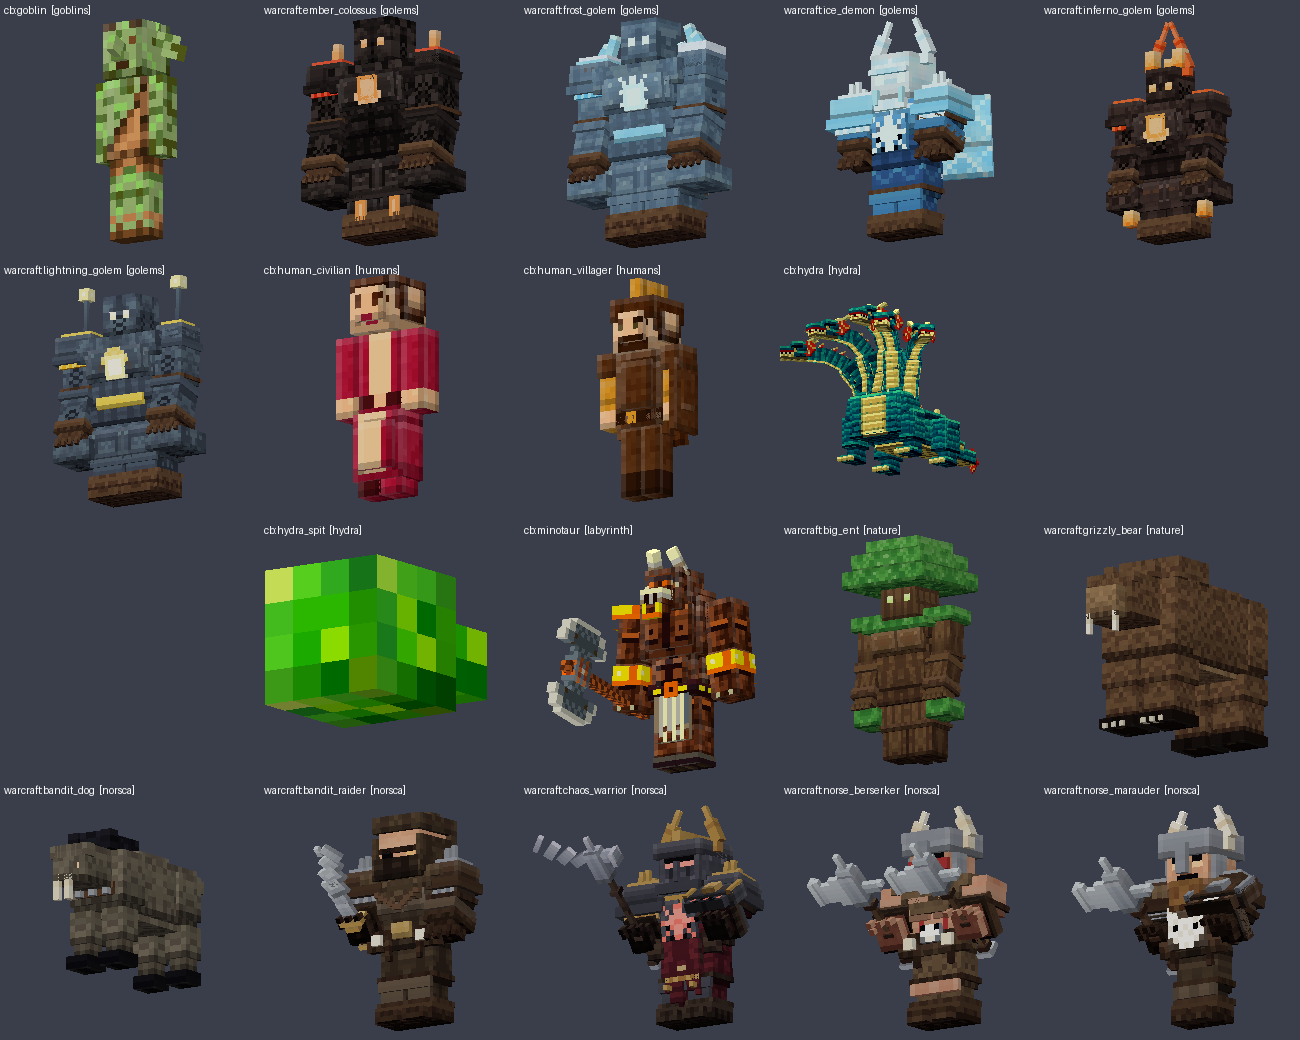 cb:goblin [goblins]
warcraft:ember_colossus [golems]
warcraft:frost_golem [golems]
warcraft:ice_demon [golems]
warcraft:inferno_golem [golems]
warcraft:lightning_golem [golems]
cb:human_civilian [humans]
cb:human_villager [humans]
cb:hydra [hydra]
cb:hydra_spit [hydra]
cb:minotaur [labyrinth]
warcraft:big_ent [nature]
warcraft:grizzly_bear [nature]
warcraft:bandit_dog [norsca]
warcraft:bandit_raider [norsca]
warcraft:chaos_warrior [norsca]
warcraft:norse_berserker [norsca]
warcraft:norse_marauder [norsca]